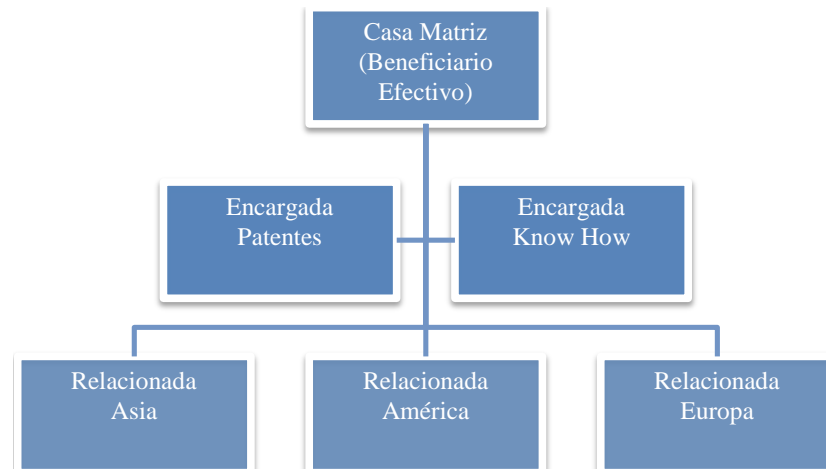 Casa Matriz
(Beneficiario
Efectivo)
Encargada
Patentes
Encargada
Know How
Relacionada
Asia
Relacionada
América
Relacionada
Europa